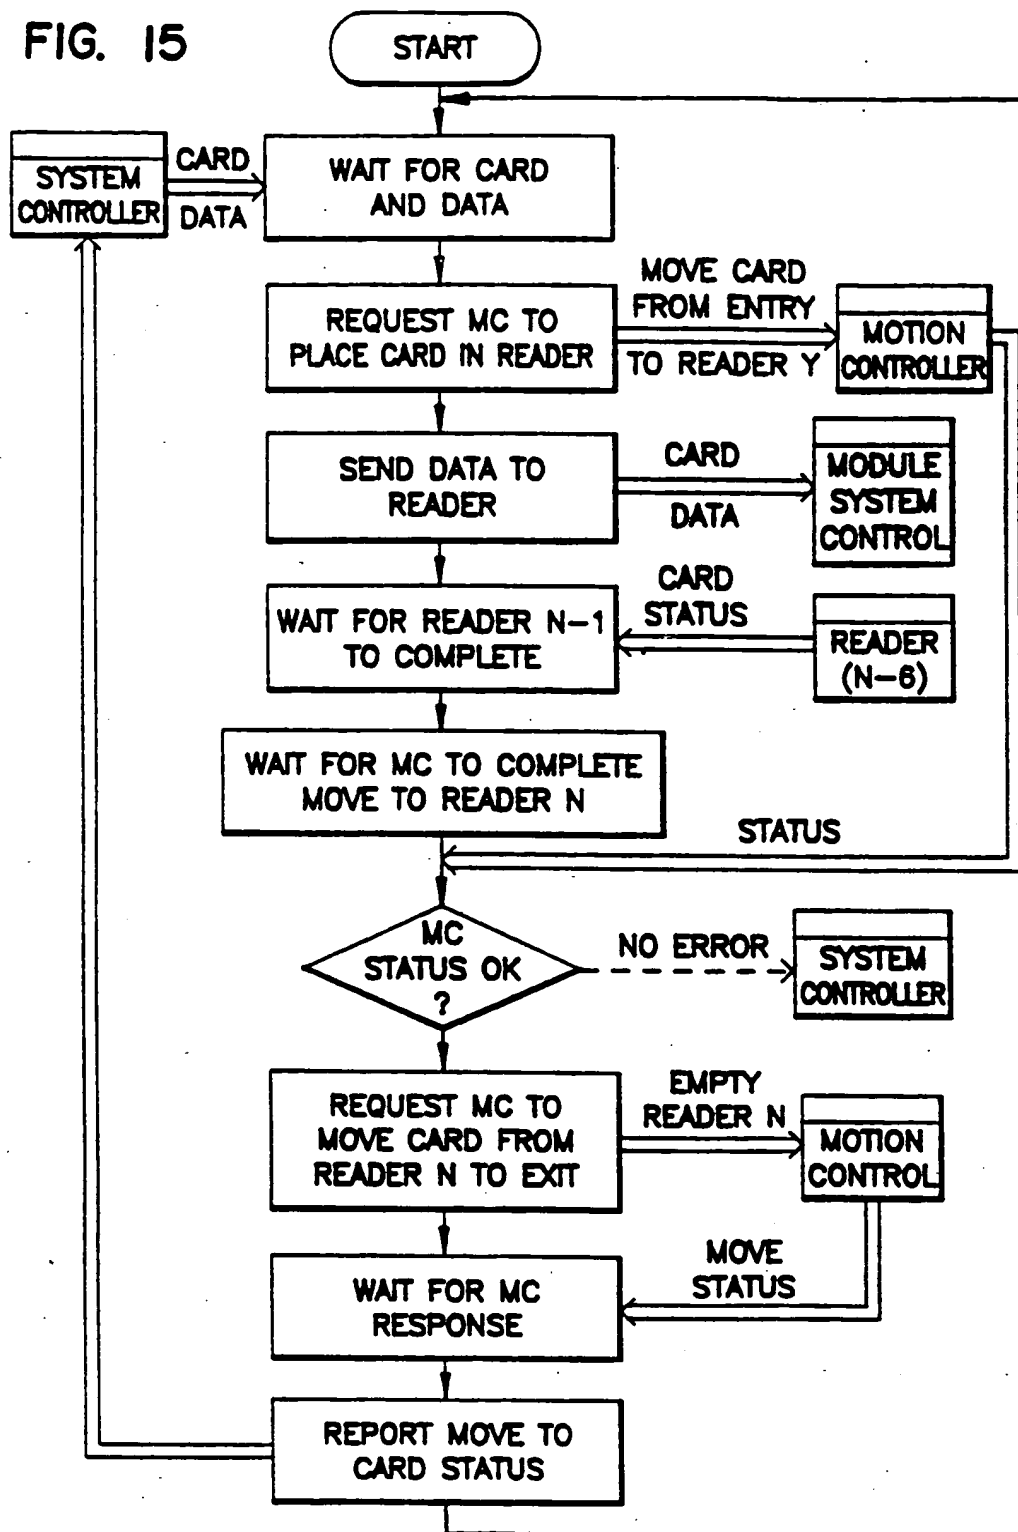 FIG. 15
START
SYSTEM
CONTROLLER
CARD
DATA
WAIT FOR CARD
AND DATA
REQUEST MC TO
PLACE CARD IN READER
MOVE CARD
FROM ENTRY
TO READER Y
MOTION
CONTROLLER
SEND DATA TO
READER
CARD
DATA
MODULE
SYSTEM
CONTROL
WAIT FOR READER N-1
TO COMPLETE
CARD
STATUS
READER
(N-6)
WAIT FOR MC TO COMPLETE
MOVE TO READER N
STATUS
MC
STATUS OK
?
NO ERROR
SYSTEM
CONTROLLER
REQUEST MC TO
MOVE CARD FROM
READER N TO EXIT
EMPTY
READER N
MOTION
CONTROL
WAIT FOR MC
RESPONSE
MOVE
STATUS
REPORT MOVE TO
CARD STATUS